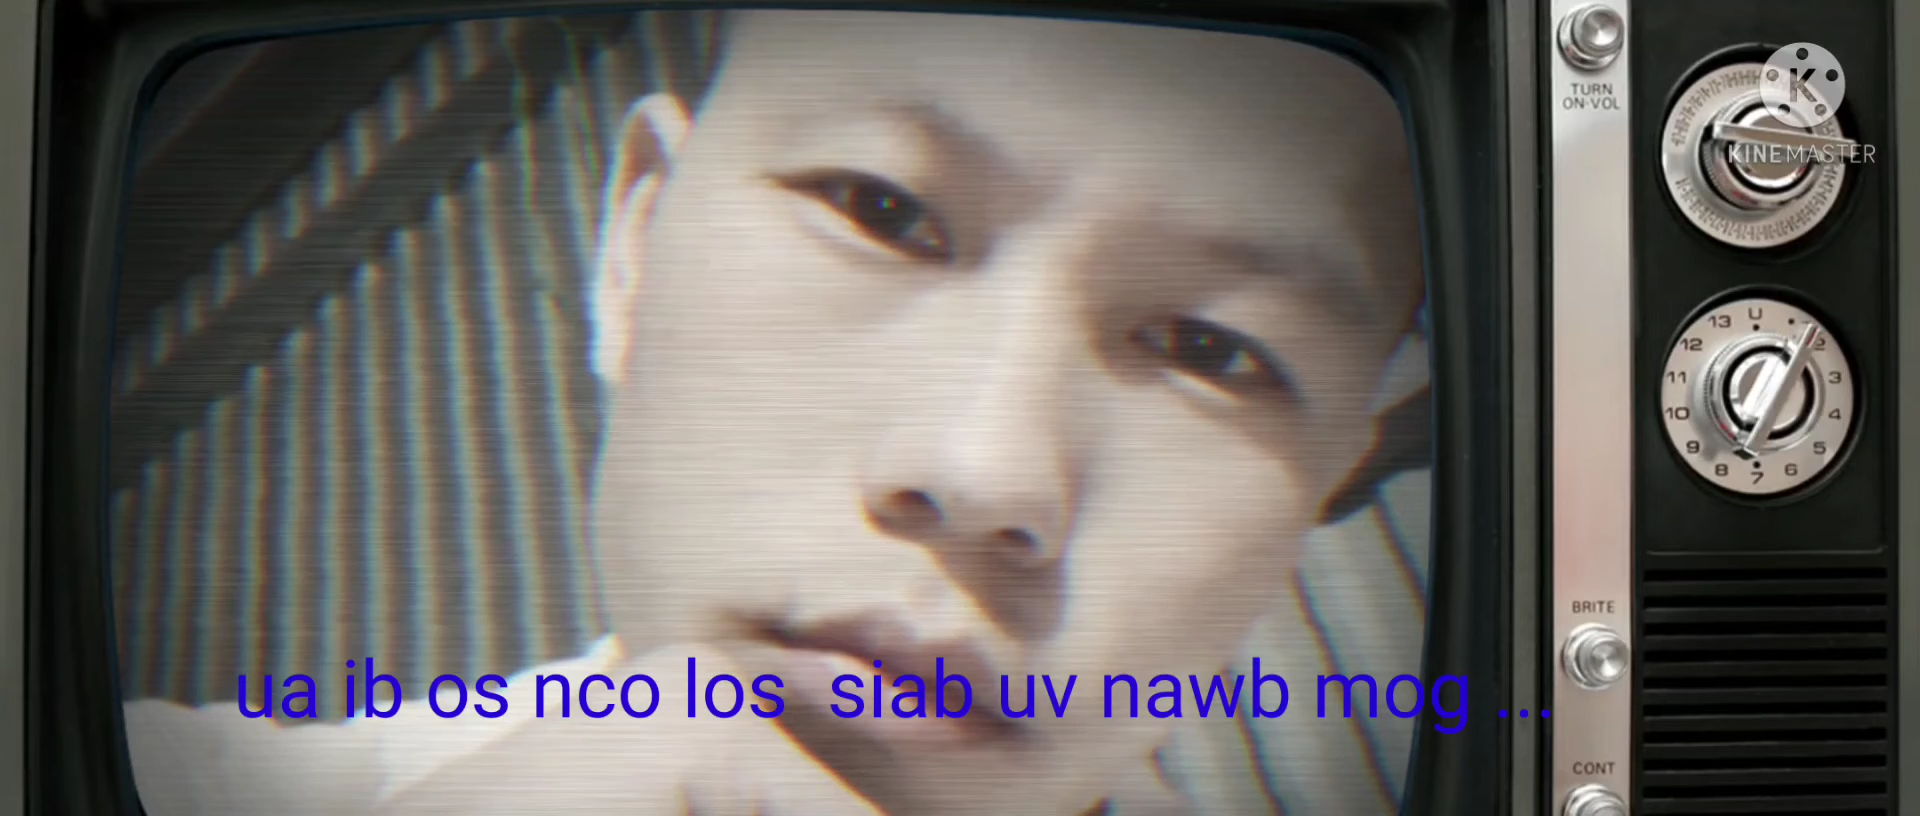 TURN
ON-VOL
K
KINEMASTER
13 U 2
12 3
11 4
10 5
9 6
8 7
BRITE
ua ib os nco los siab uv nawb mog ...
CONT